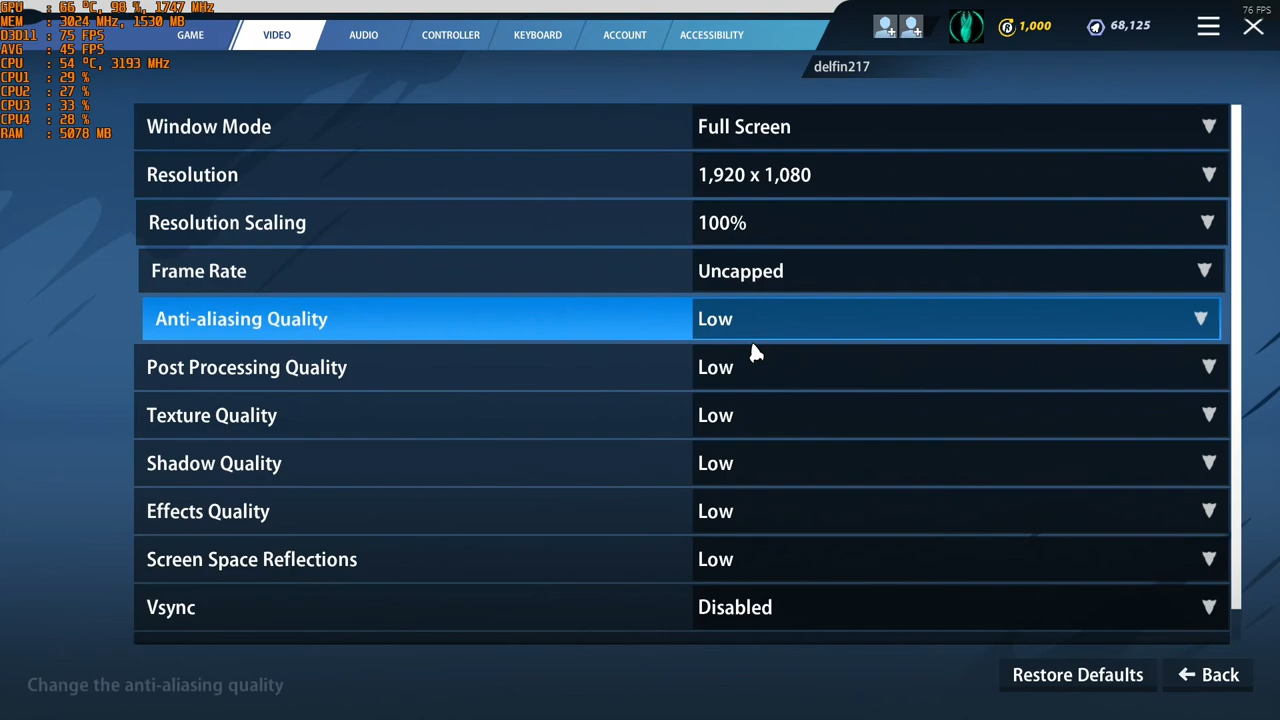 GPU : 66 °C, 98 %, 1747 MHz
MEM : 3024 MHz, 1530 MB
D3D11 : 75 FPS
AVG : 45 FPS
CPU : 54 °C, 3193 MHz
CPU1 : 29 %
CPU2 : 27 %
CPU3 : 33 %
CPU4 : 28 %
RAM : 5078 MB
GAME VIDEO AUDIO CONTROLLER KEYBOARD ACCOUNT ACCESSIBILITY
1,000 68,125
76 FPS
delfin217
Window Mode Full Screen
Resolution 1,920 x 1,080
Resolution Scaling 100%
Frame Rate Uncapped
Anti-aliasing Quality Low
Post Processing Quality Low
Texture Quality Low
Shadow Quality Low
Effects Quality Low
Screen Space Reflections Low
Vsync Disabled
Change the anti-aliasing quality
Restore Defaults Back